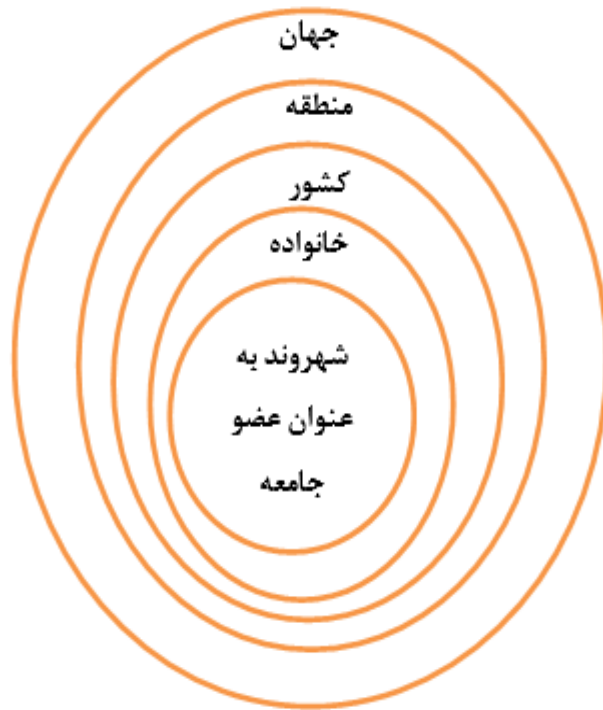 جهان
منطقه
کشور
خانواده
شهروند به
عنوان عضو
جامعه